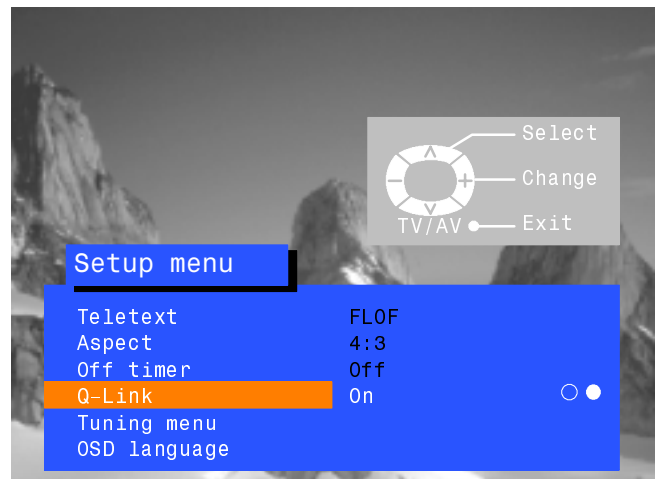 Select
Change
TV/AV Exit
Setup menu
Teletext FLOF
Aspect 4:3
Off timer Off
Q-Link On
Tuning menu
OSD language